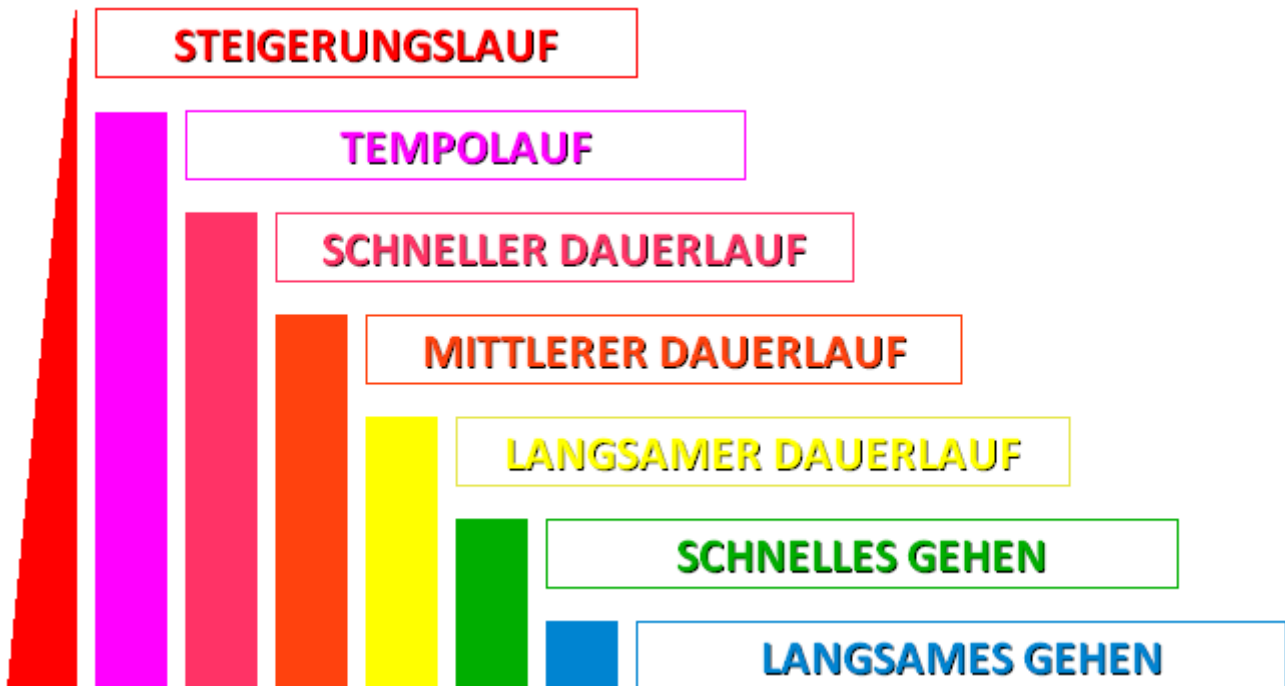 STEIGERUNGSLAUF
TEMPOLAUF
SCHNELLER DAUERLAUF
MITTLERER DAUERLAUF
LANGSAMER DAUERLAUF
SCHNELLES GEHEN
LANGSAMES GEHEN